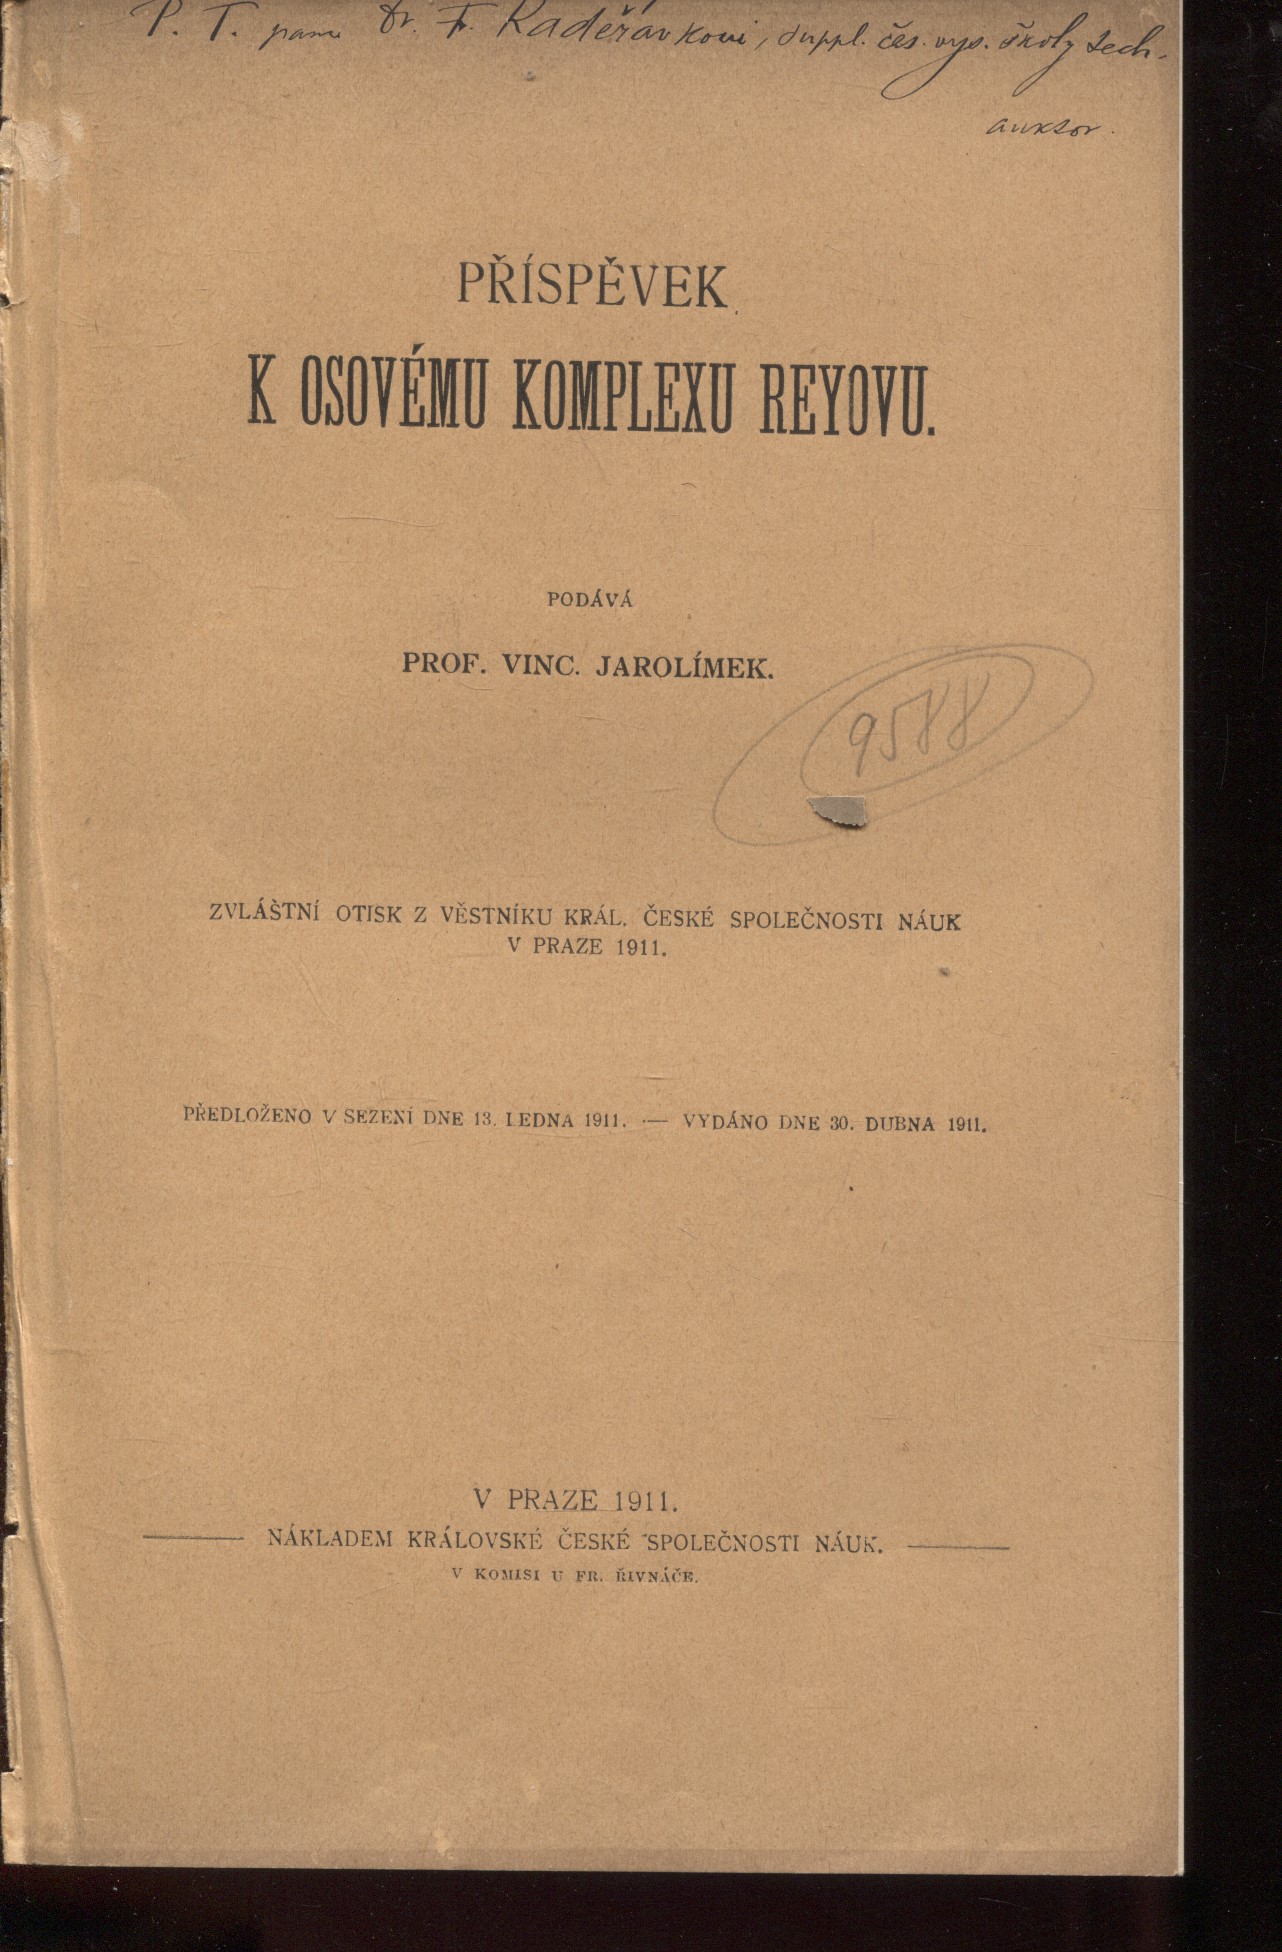 P. T. panu Dr. F. Kadeřávkovi, suppl. čes. vys. školy tech.
auktor.
PŘÍSPĚVEK
K OSOVÉMU KOMPLEXU REYOVU.
PODÁVÁ
PROF. VINC. JAROLÍMEK.
9588
ZVLÁŠTNÍ OTISK Z VĚSTNÍKU KRÁL. ČESKÉ SPOLEČNOSTI NÁUK
V PRAZE 1911.
PŘEDLOŽENO V SEZENÍ DNE 13. LEDNA 1911. — VYDÁNO DNE 30. DUBNA 1911.
V PRAZE 1911.
NÁKLADEM KRÁLOVSKÉ ČESKÉ SPOLEČNOSTI NÁUK.
V KOMISI U FR. ŘIVNÁČE.